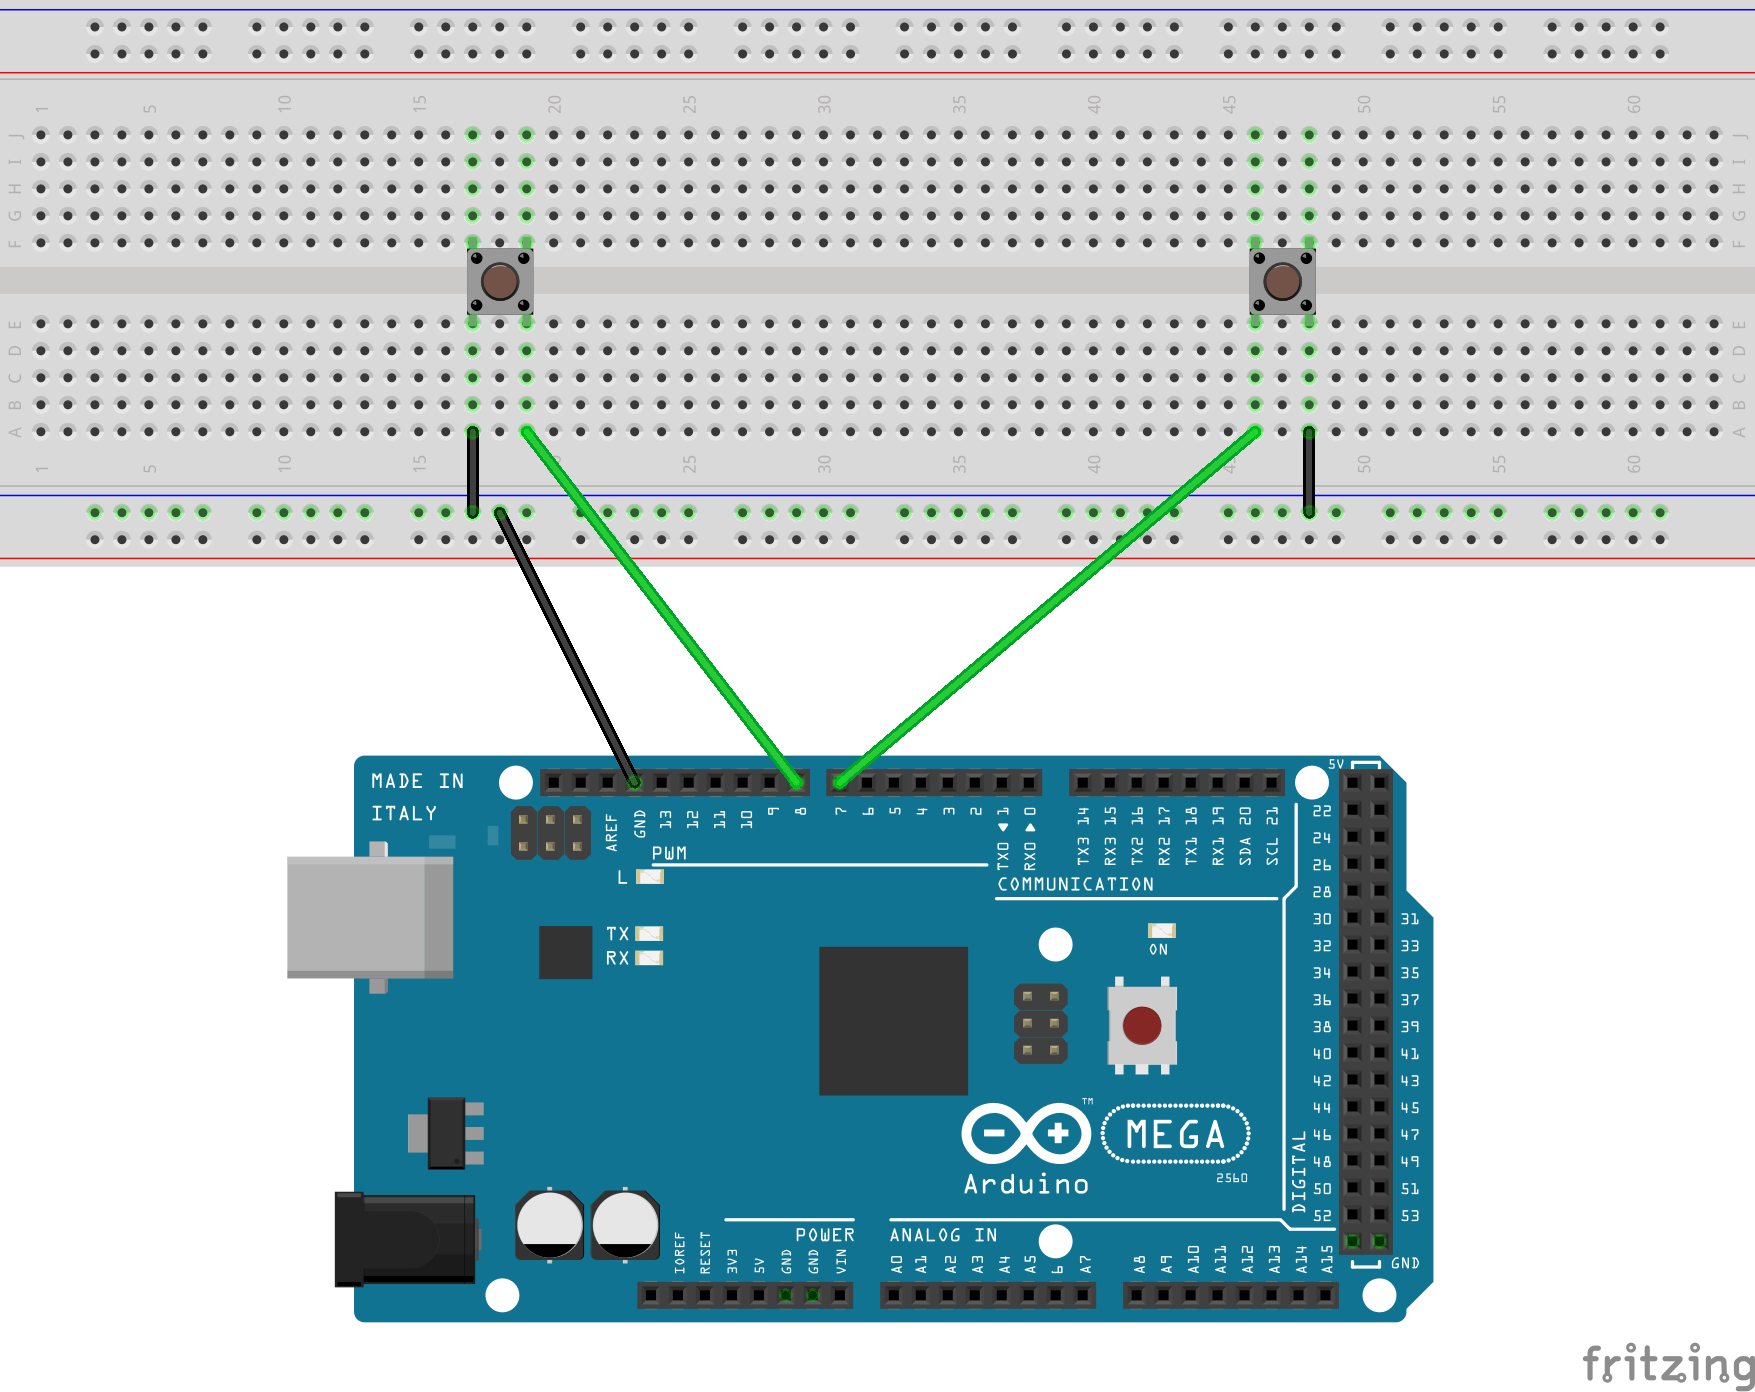 1 5 10 15 20 25 30 35 40 45 50 55 60
J J
I I
H H
G G
F F
E E
D D
C C
B B
A A
1 5 10 15 25 30 35 40 45 50 55 60
MADE IN
ITALY
AREF GND 13 12 11 10 9 8 7 6 5 4 3 2 TX0 1 RX0 0 TX3 14 RX3 15 TX2 16 RX2 17 TX1 18 RX1 19 SDA 20 SCL 21
PWM
COMMUNICATION
L
TX
RX
ON
5V
22
24
26
28
30 31
32 33
34 35
36 37
38 39
40 41
42 43
44 45
46 47
48 49
50 51
52 53
GND
DIGITAL
TM
MEGA
2560
Arduino
POWER
ANALOG IN
IOREF RESET 3V3 5V GND GND VIN A0 A1 A2 A3 A4 A5 6 A7 A8 A9 A10 A11 A12 A13 A14 A15
fritzing